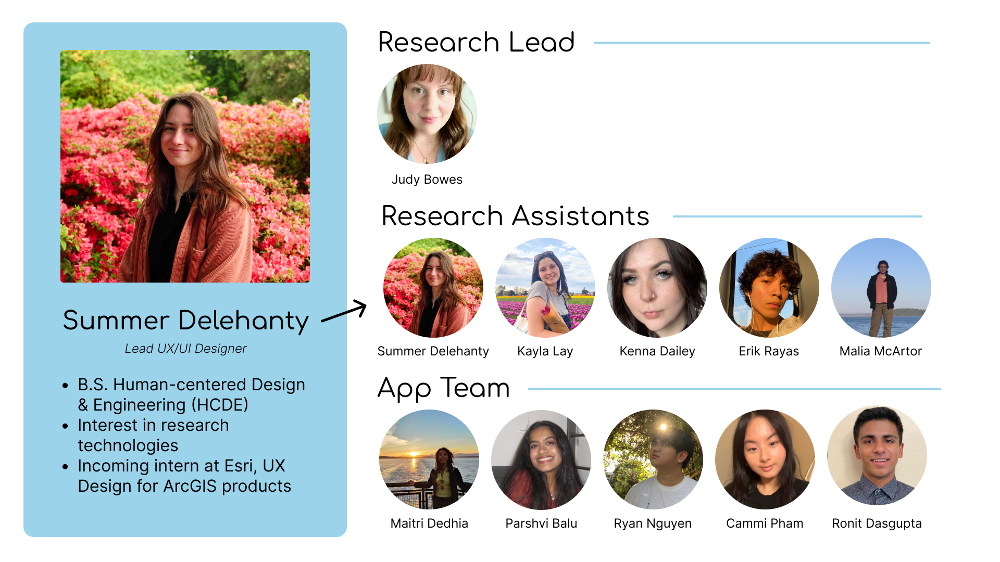 Summer Delehanty
Lead UX/UI Designer
• B.S. Human-centered Design
& Engineering (HCDE)
• Interest in research
technologies
• Incoming intern at Esri, UX
Design for ArcGIS products
Research Lead
Judy Bowes
Research Assistants
Summer Delehanty
Kayla Lay
Kenna Dailey
Erik Rayas
Malia McArtor
App Team
Maitri Dedhia
Parshvi Balu
Ryan Nguyen
Cammi Pham
Ronit Dasgupta